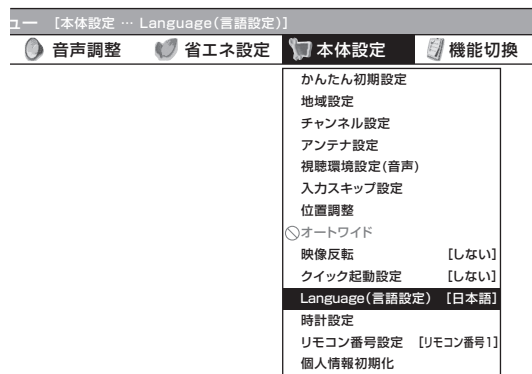 ュー [本体設定 … Language(言語設定)]
音声調整 省エネ設定 本体設定 機能切換
かんたん初期設定
地域設定
チャンネル設定
アンテナ設定
視聴環境設定(音声)
入力スキップ設定
位置調整
オートワイド
映像反転 [しない]
クイック起動設定 [しない]
Language(言語設定) [日本語]
時計設定
リモコン番号設定 [リモコン番号1]
個人情報初期化